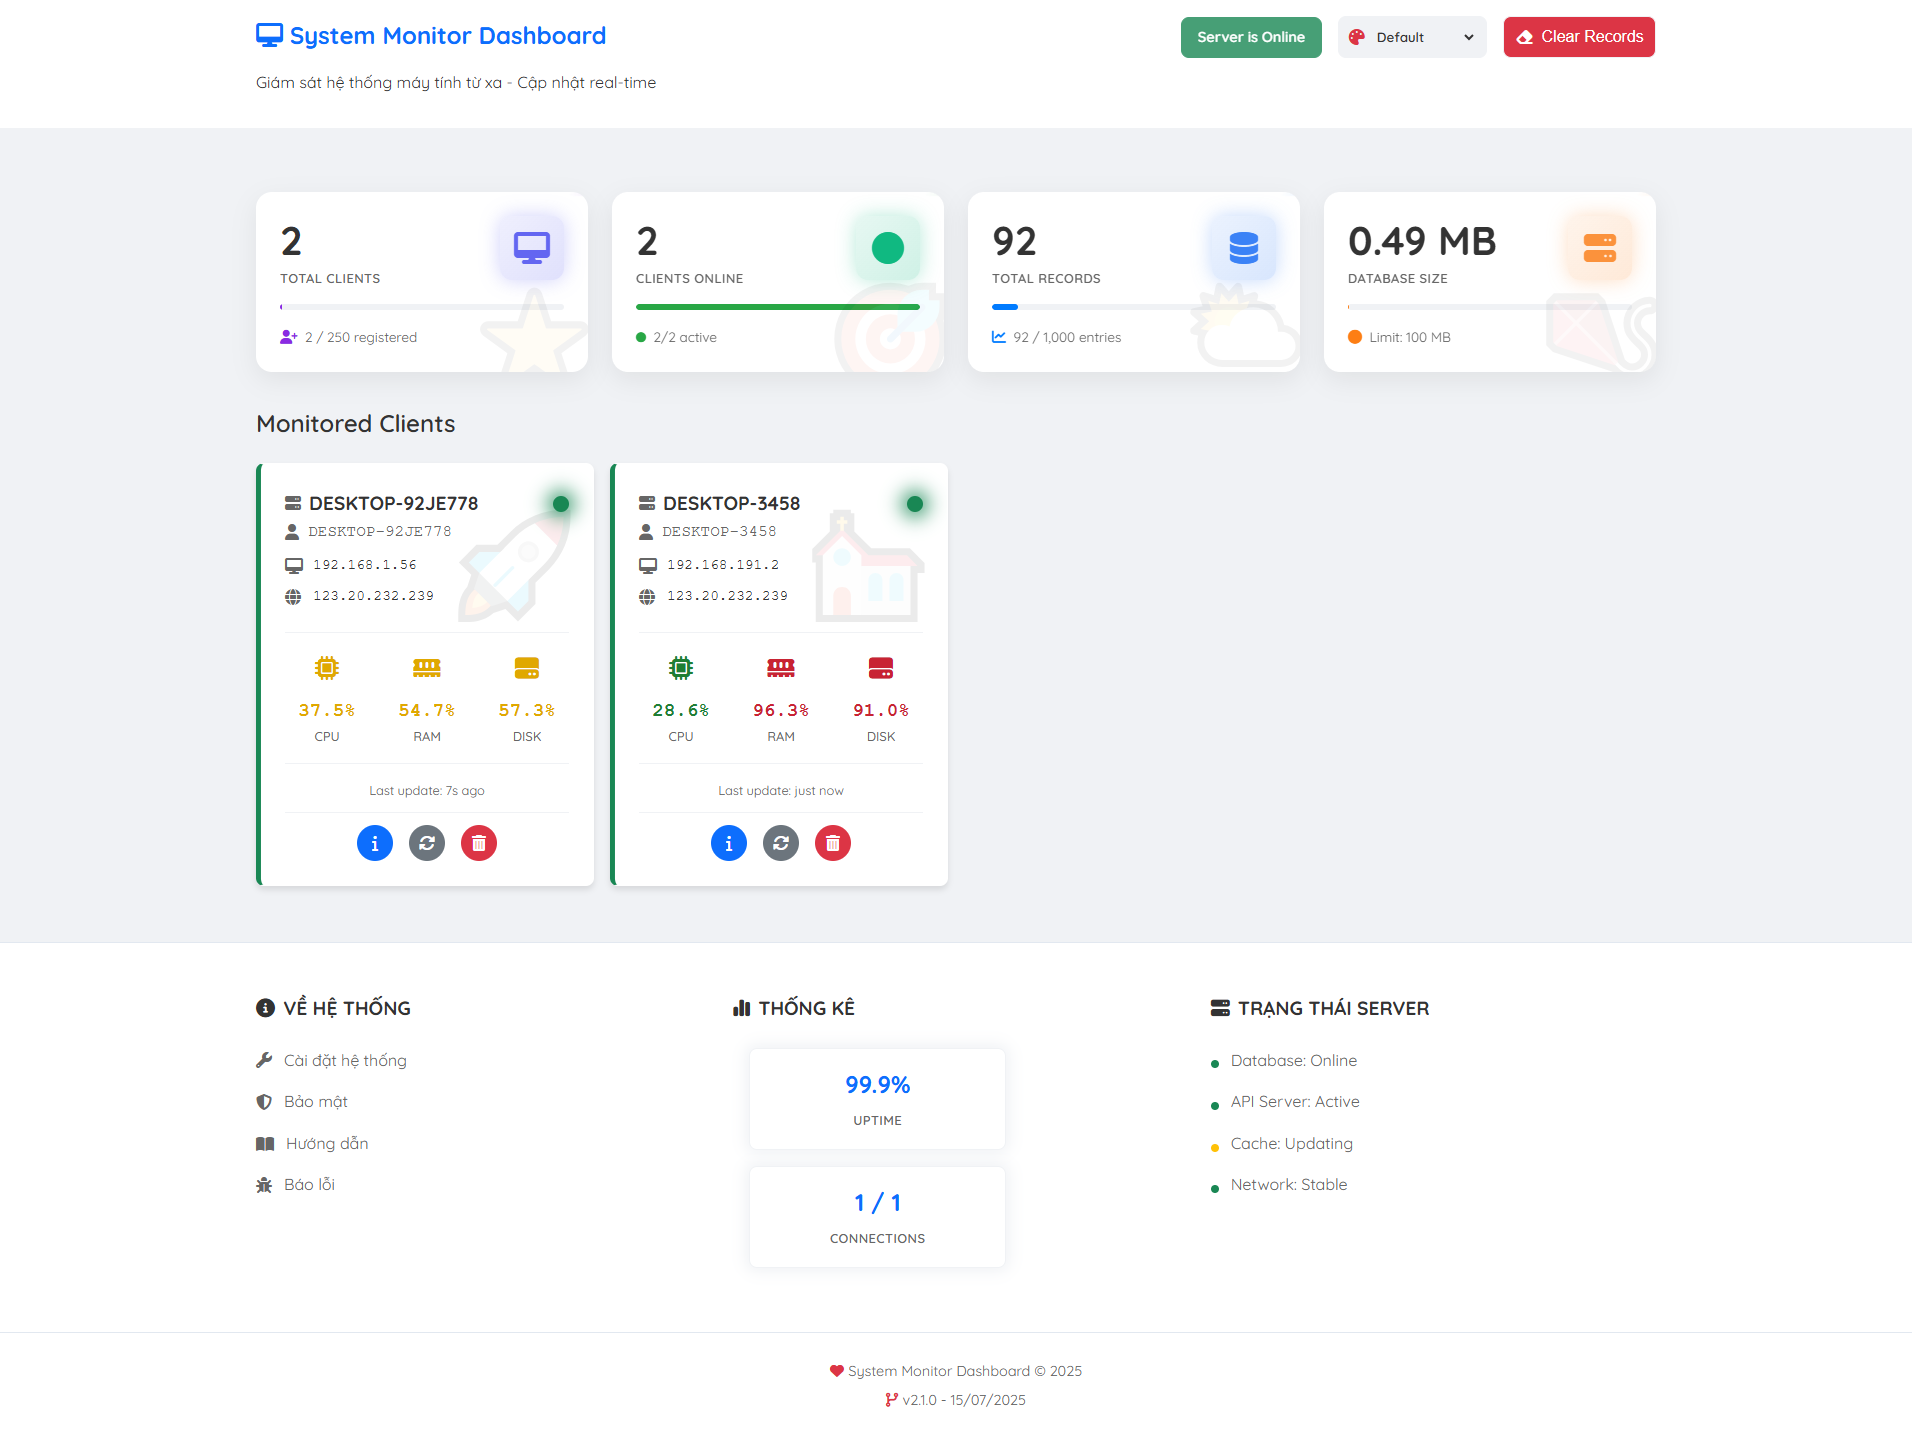 System Monitor Dashboard
Giám sát hệ thống máy tính từ xa - Cập nhật real-time
Server is Online
Default
Clear Records
2
TOTAL CLIENTS
2 / 250 registered
2
CLIENTS ONLINE
2/2 active
92
TOTAL RECORDS
92 / 1,000 entries
0.49 MB
DATABASE SIZE
Limit: 100 MB
Monitored Clients
DESKTOP-92JE778
DESKTOP-92JE778
192.168.1.56
123.20.232.239
37.5% 54.7% 57.3%
CPU RAM DISK
Last update: 7s ago
DESKTOP-3458
DESKTOP-3458
192.168.191.2
123.20.232.239
28.6% 96.3% 91.0%
CPU RAM DISK
Last update: just now
VỀ HỆ THỐNG
Cài đặt hệ thống
Bảo mật
Hướng dẫn
Báo lỗi
THỐNG KÊ
99.9%
UPTIME
1 / 1
CONNECTIONS
TRẠNG THÁI SERVER
Database: Online
API Server: Active
Cache: Updating
Network: Stable
System Monitor Dashboard © 2025
v2.1.0 - 15/07/2025